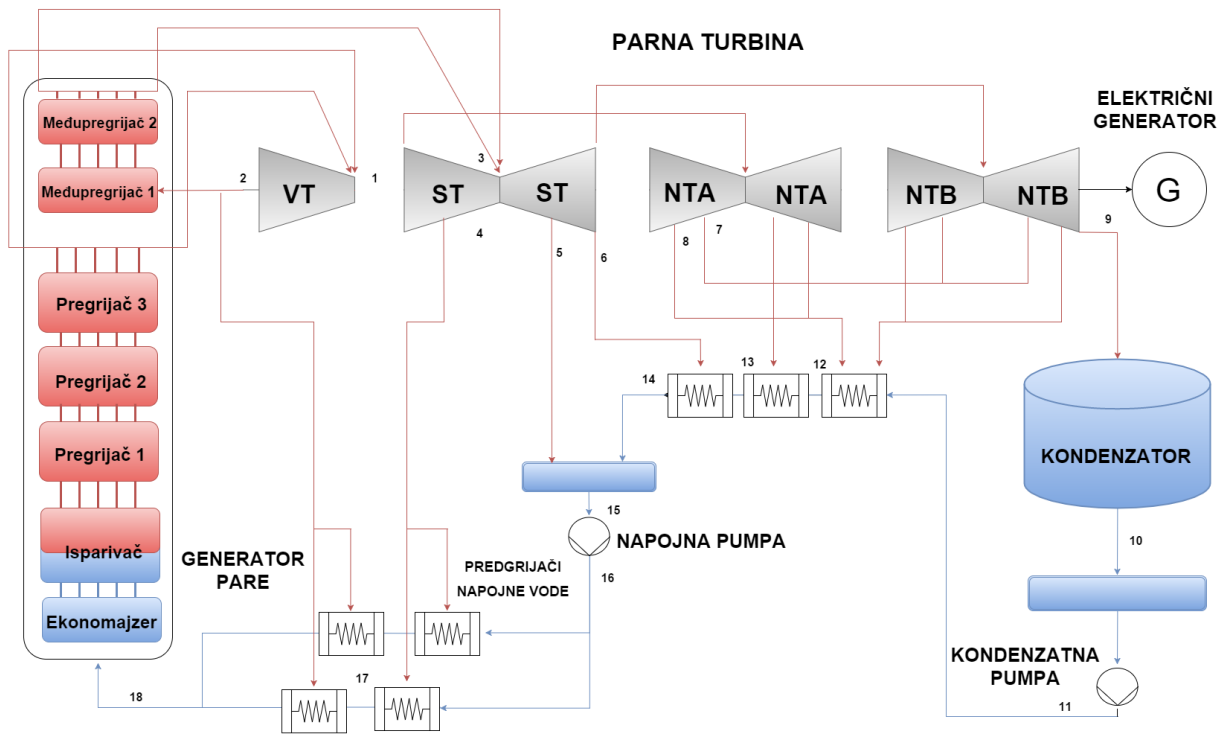 PARNA TURBINA
ELEKTRIČNI
GENERATOR
Međupregrijač 2
Međupregrijač 1
2
VT
1
3
ST
ST
4
5
6
NTA
NTA
8
7
NTB
NTB
9
G
Pregrijač 3
Pregrijač 2
Pregrijač 1
Isparivač
Ekonomajzer
GENERATOR
PARE
14
13
12
KONDENZATOR
15
NAPOJNA PUMPA
16
PREDGRIJAČI
NAPOJNE VODE
10
KONDENZATNA
PUMPA
11
17
18